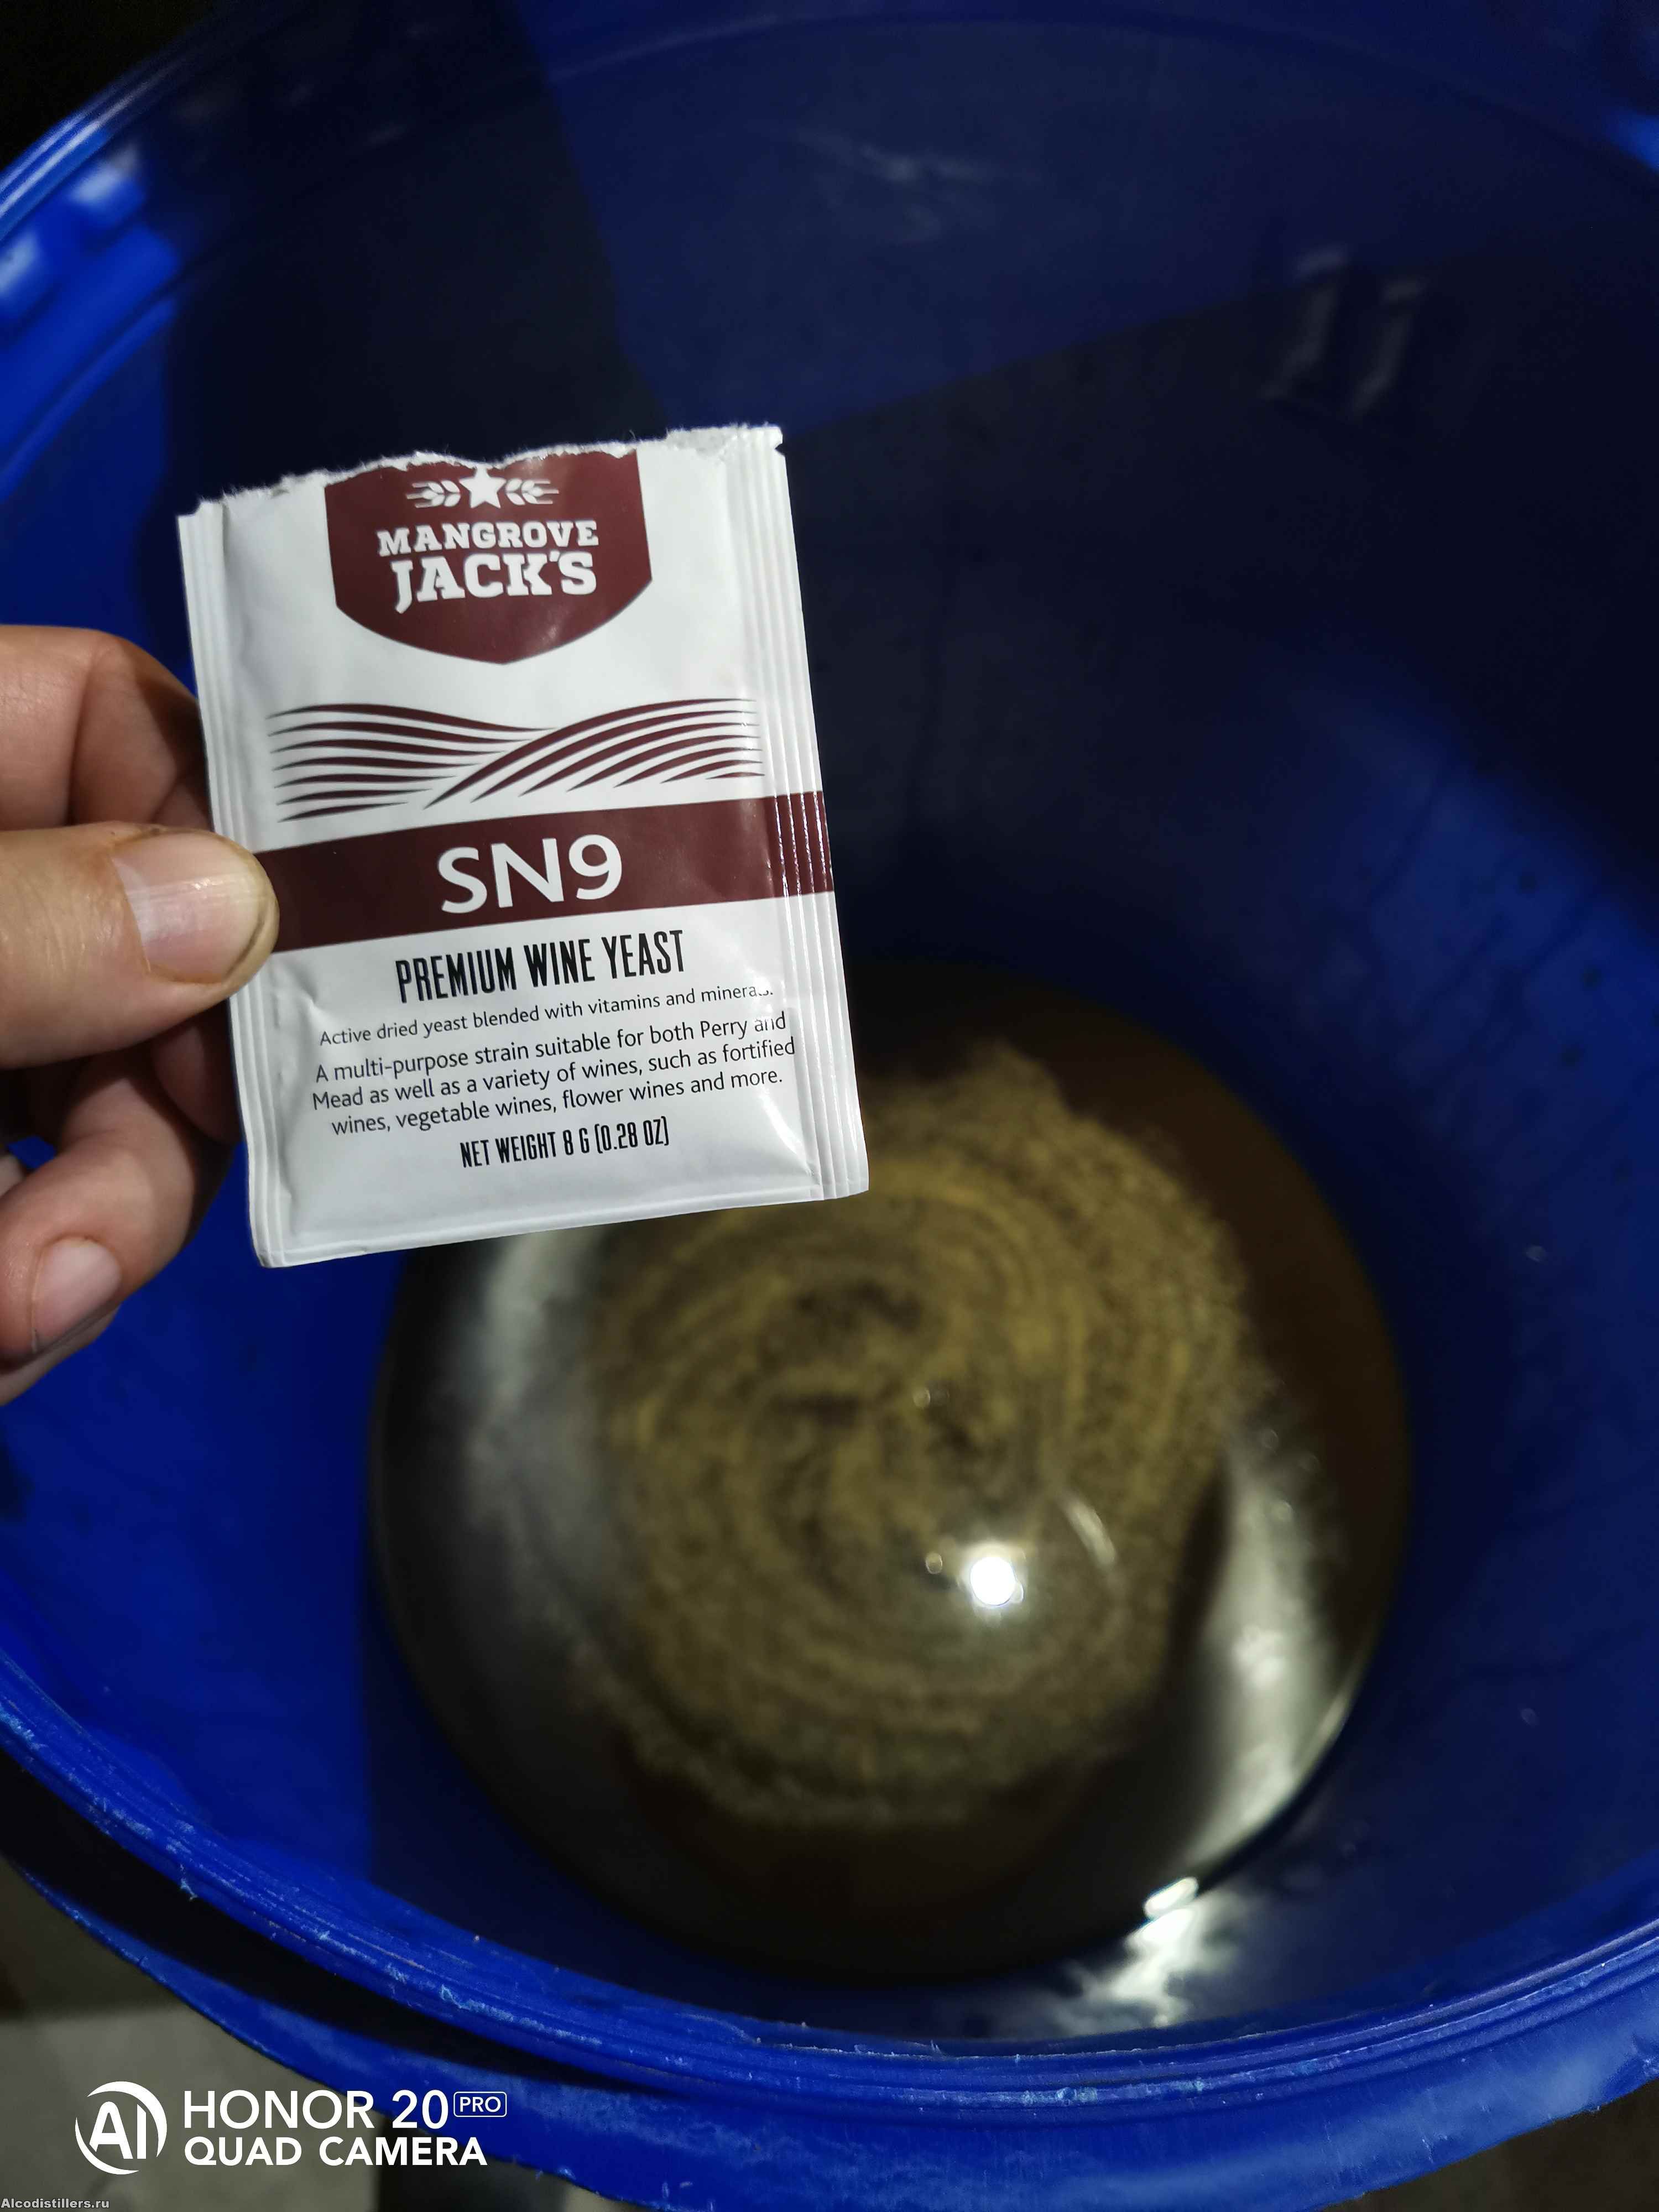 MANGROVE
JACK'S
SN9
PREMIUM WINE YEAST
Active dried yeast blended with vitamins and minerals.
A multi-purpose strain suitable for both Perry and
Mead as well as a variety of wines, such as fortified
wines, vegetable wines, flower wines and more.
NET WEIGHT 8 G (0.28 OZ)
AI HONOR 20 PRO
QUAD CAMERA
Alcodistillers.ru